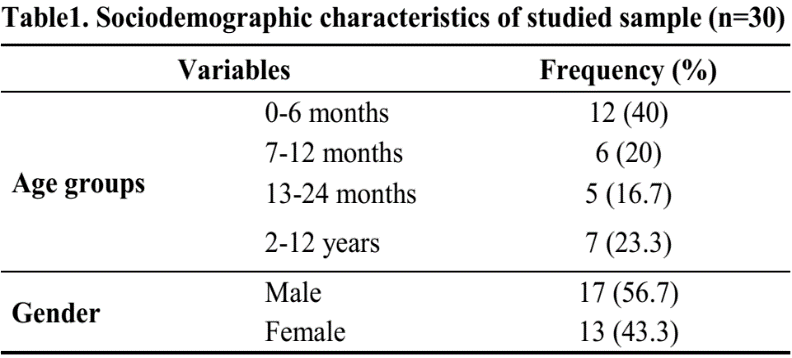 Table1. Sociodemographic characteristics of studied sample (n=30)
Variables Frequency (%)
Age groups
0-6 months 12 (40)
7-12 months 6 (20)
13-24 months 5 (16.7)
2-12 years 7 (23.3)
Gender
Male 17 (56.7)
Female 13 (43.3)